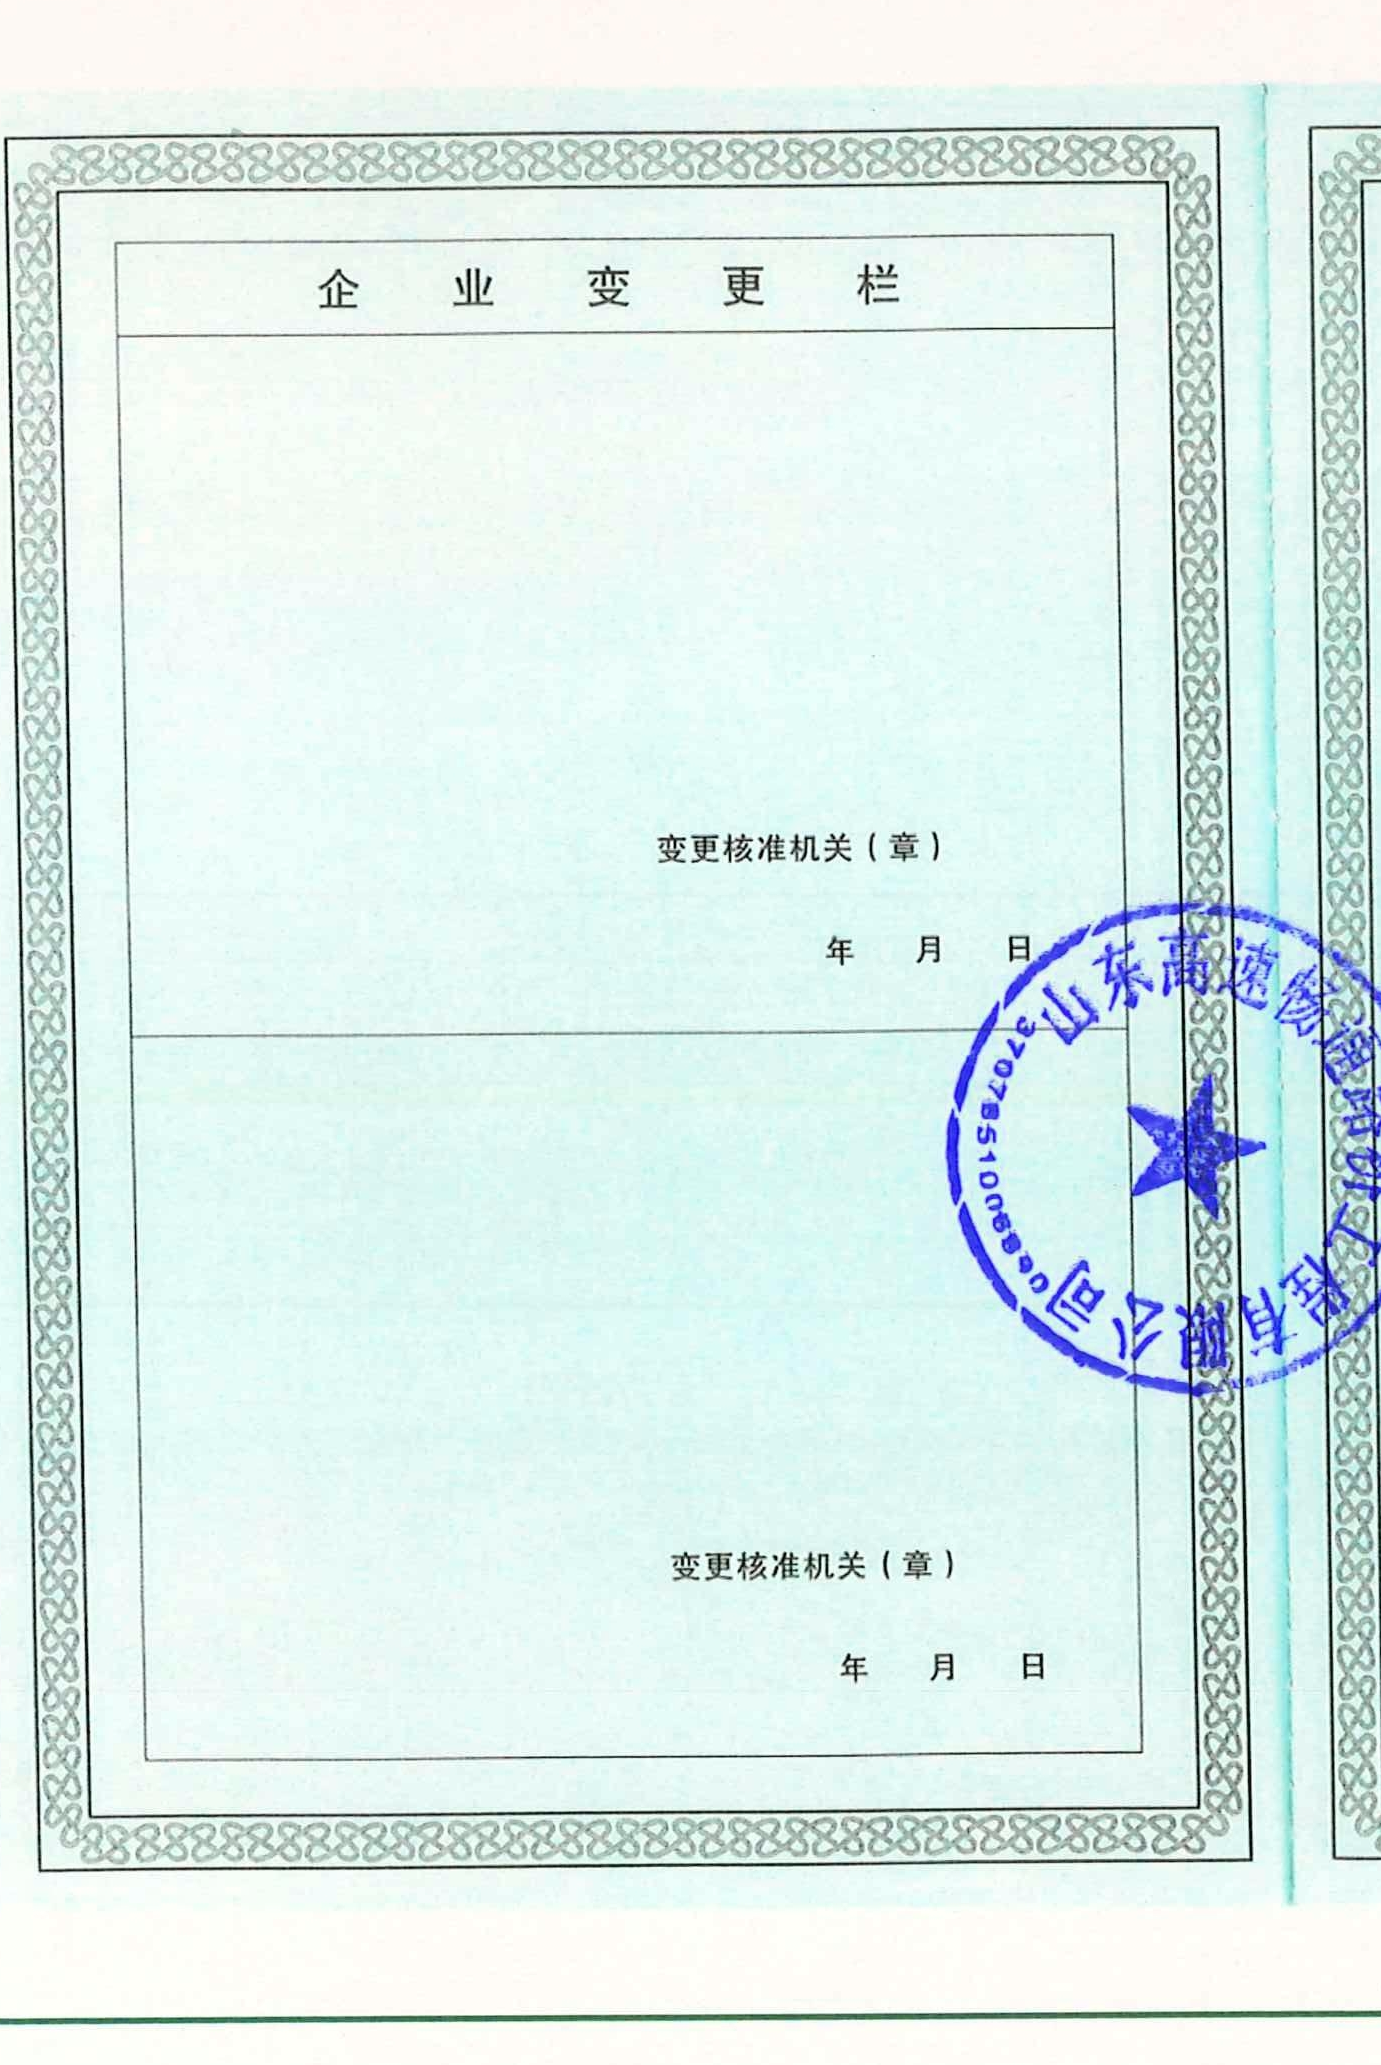 企业变更栏
变更核准机关（章）
年 月 日
山东高速畅通路桥工程有限公司
变更核准机关（章）
年 月 日